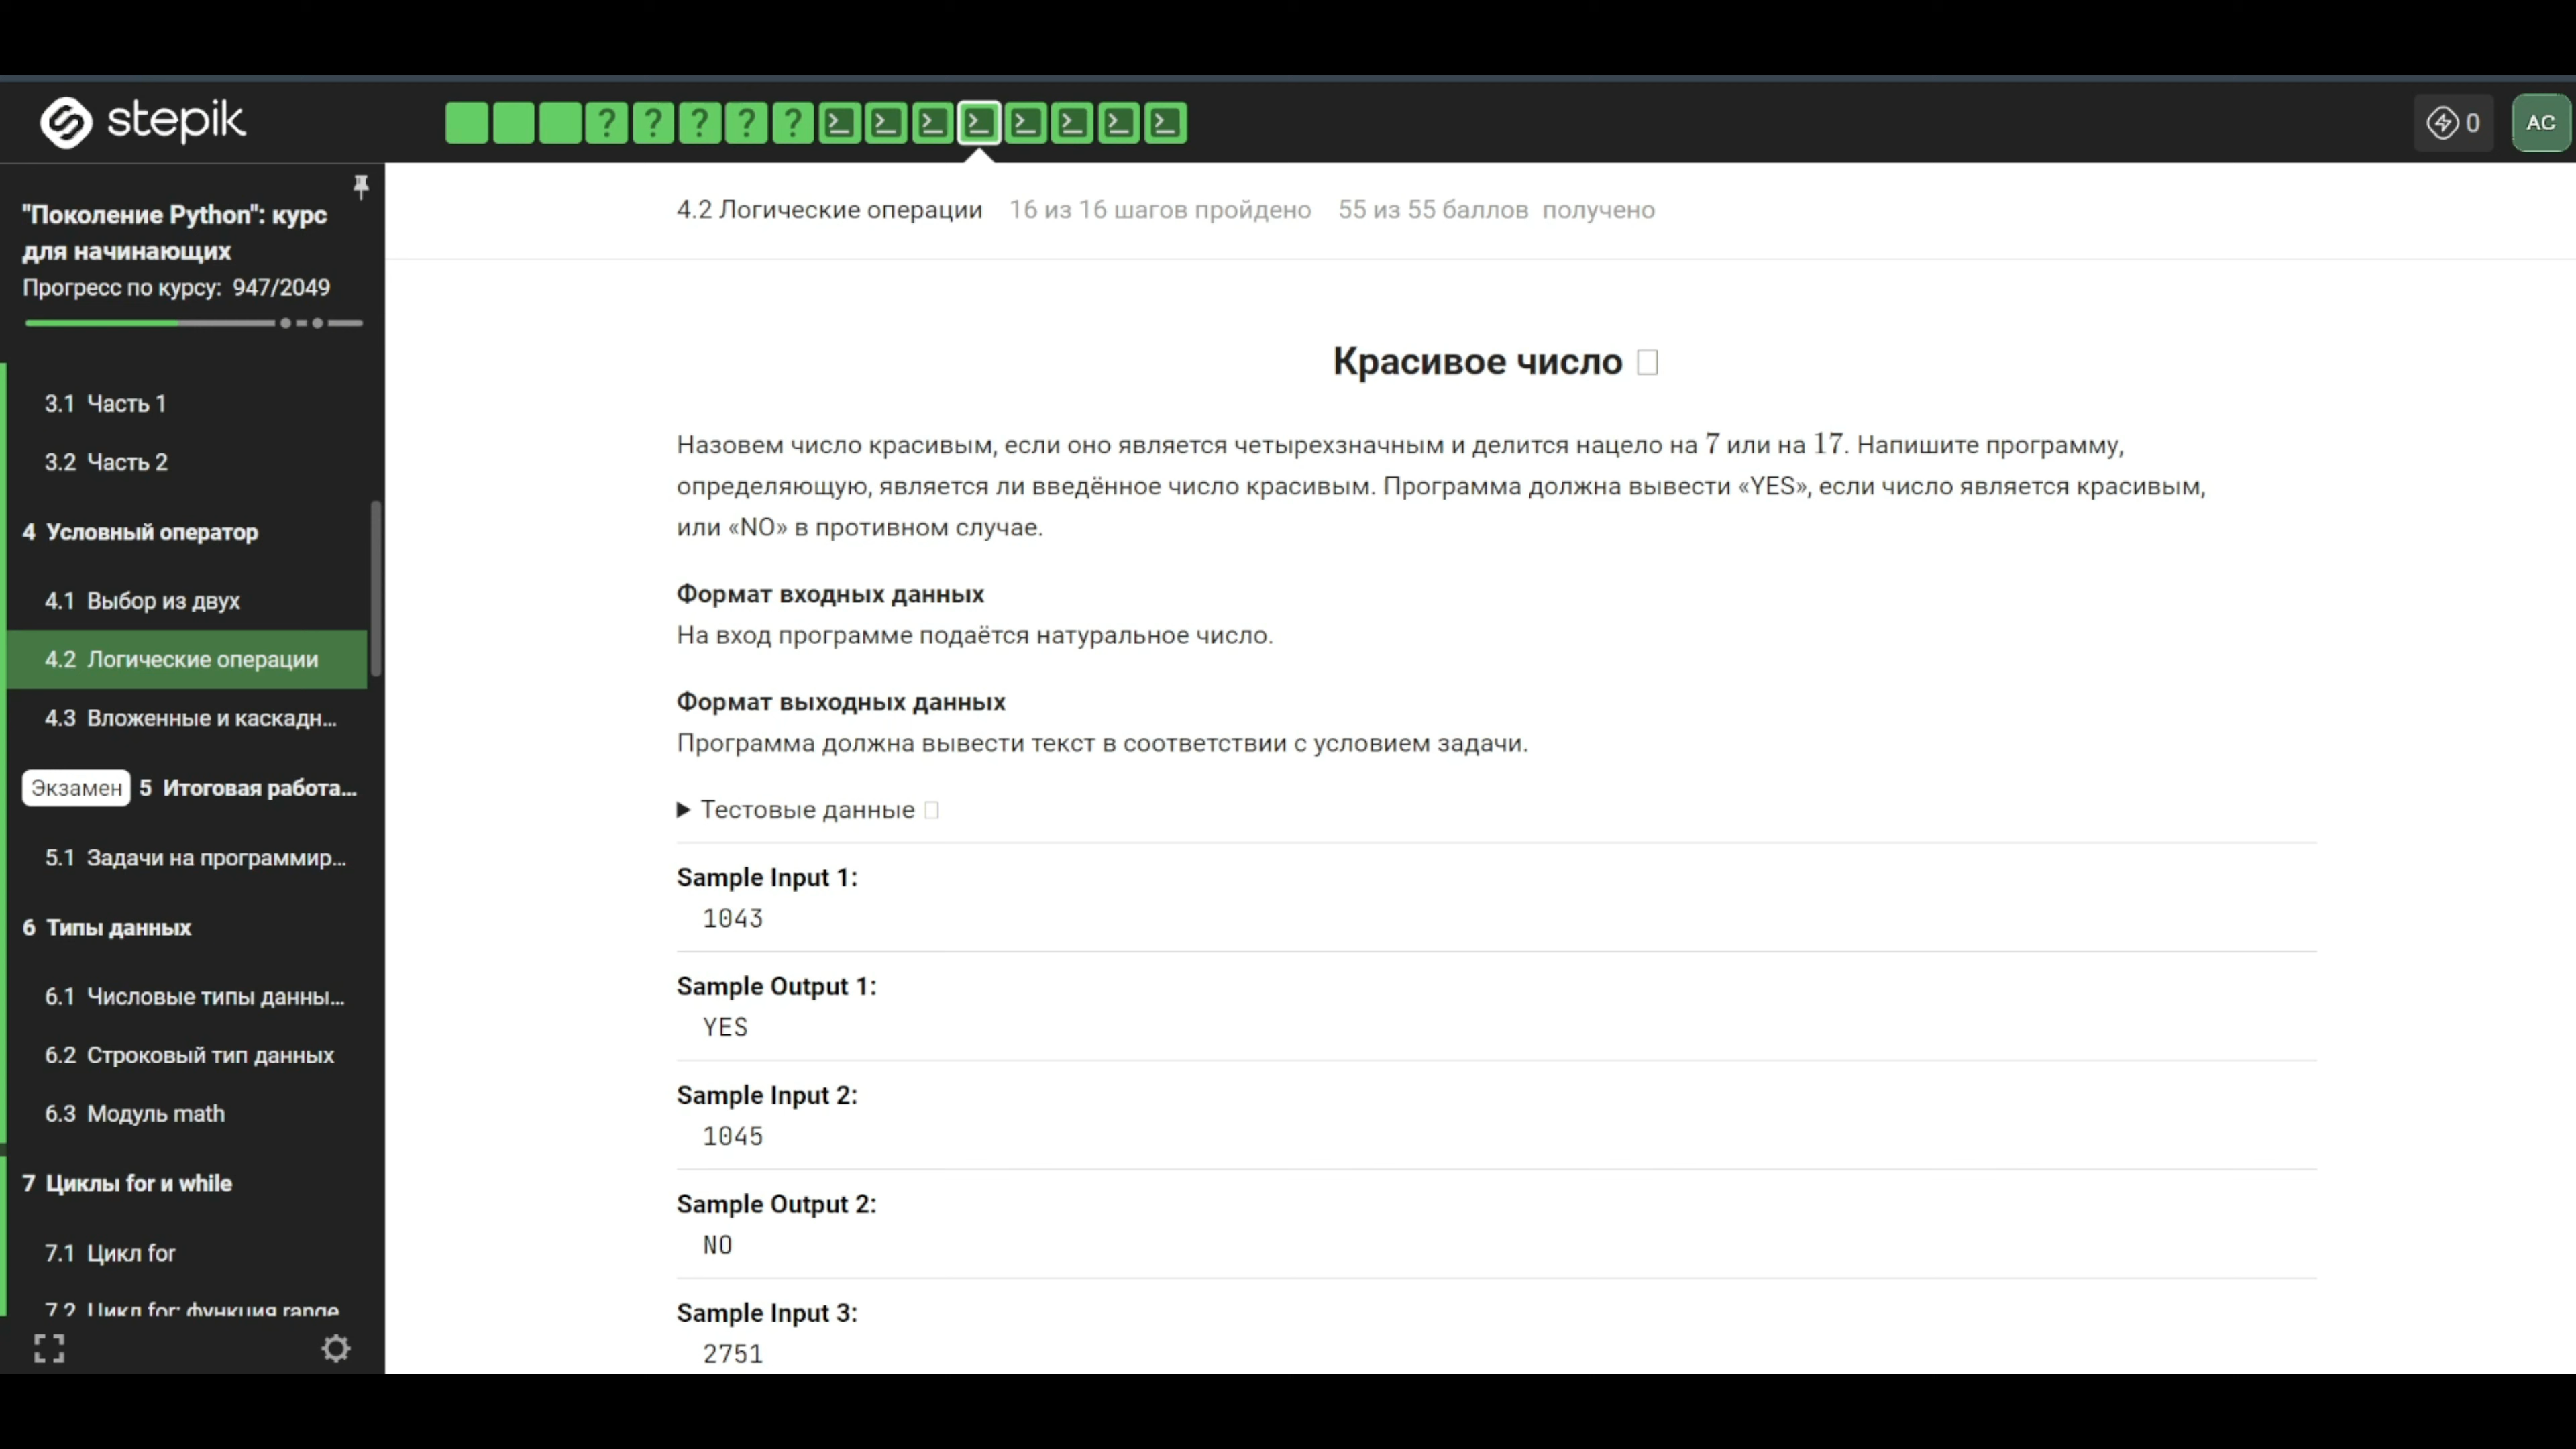 stepik
? ? ? ? ?
0
AC
"Поколение Python": курс
для начинающих
Прогресс по курсу: 947/2049
3.1 Часть 1
3.2 Часть 2
4 Условный оператор
4.1 Выбор из двух
4.2 Логические операции
4.3 Вложенные и каскадн...
Экзамен 5 Итоговая работа...
5.1 Задачи на программир...
6 Типы данных
6.1 Числовые типы данны...
6.2 Строковый тип данных
6.3 Модуль math
7 Циклы for и while
7.1 Цикл for
7.2 Цикл for: функция range
4.2 Логические операции 16 из 16 шагов пройдено 55 из 55 баллов получено
Красивое число
Назовем число красивым, если оно является четырехзначным и делится нацело на 7 или на 17. Напишите программу,
определяющую, является ли введённое число красивым. Программа должна вывести «YES», если число является красивым,
или «NO» в противном случае.
Формат входных данных
На вход программе подаётся натуральное число.
Формат выходных данных
Программа должна вывести текст в соответствии с условием задачи.
Тестовые данные
Sample Input 1:
1043
Sample Output 1:
YES
Sample Input 2:
1045
Sample Output 2:
NO
Sample Input 3:
2751